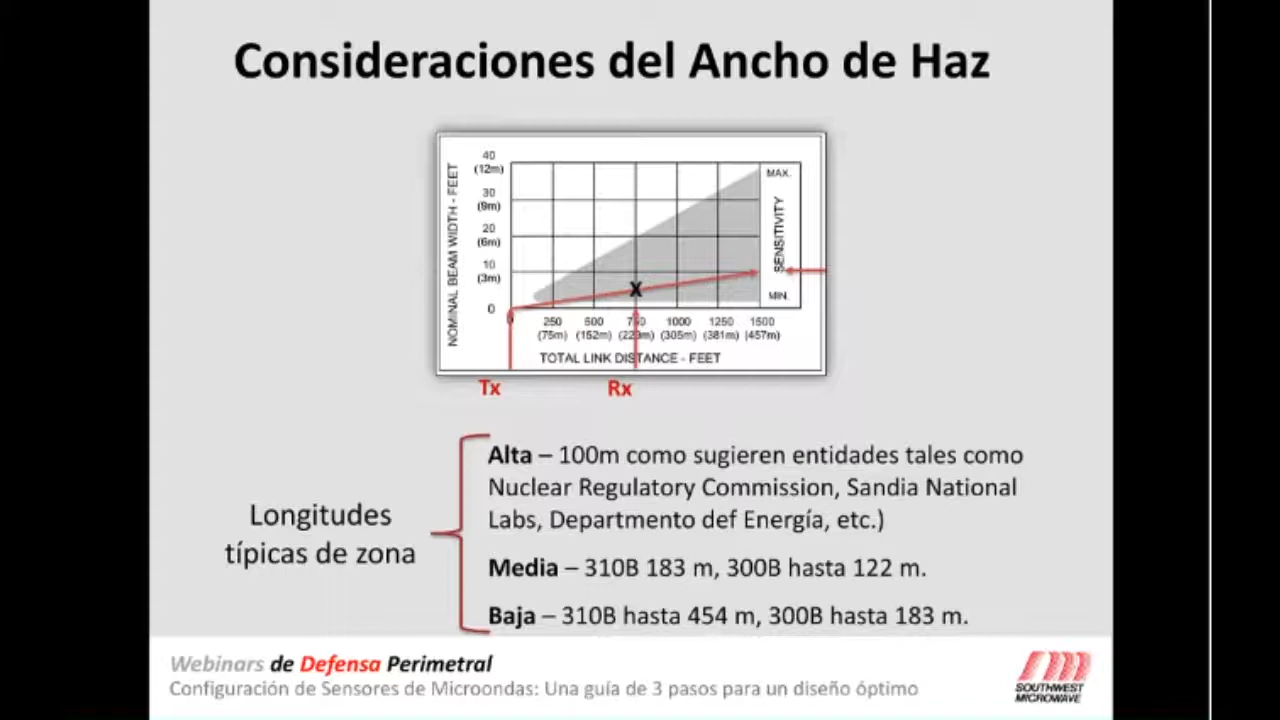 Consideraciones del Ancho de Haz
NOMINAL BEAM WIDTH - FEET
40
(12m)
30
(9m)
20
(6m)
10
(3m)
0
MAX.
SENSITIVITY
MIN.
X
250 500 750 1000 1250 1500
(75m) (152m) (229m) (305m) (381m) (457m)
TOTAL LINK DISTANCE - FEET
Tx Rx
Longitudes
típicas de zona
Alta – 100m como sugieren entidades tales como
Nuclear Regulatory Commission, Sandia National
Labs, Departmento def Energía, etc.)
Media – 310B 183 m, 300B hasta 122 m.
Baja – 310B hasta 454 m, 300B hasta 183 m.
Webinars de Defensa Perimetral
Configuración de Sensores de Microondas: Una guía de 3 pasos para un diseño óptimo
SOUTHWEST
MICROWAVE